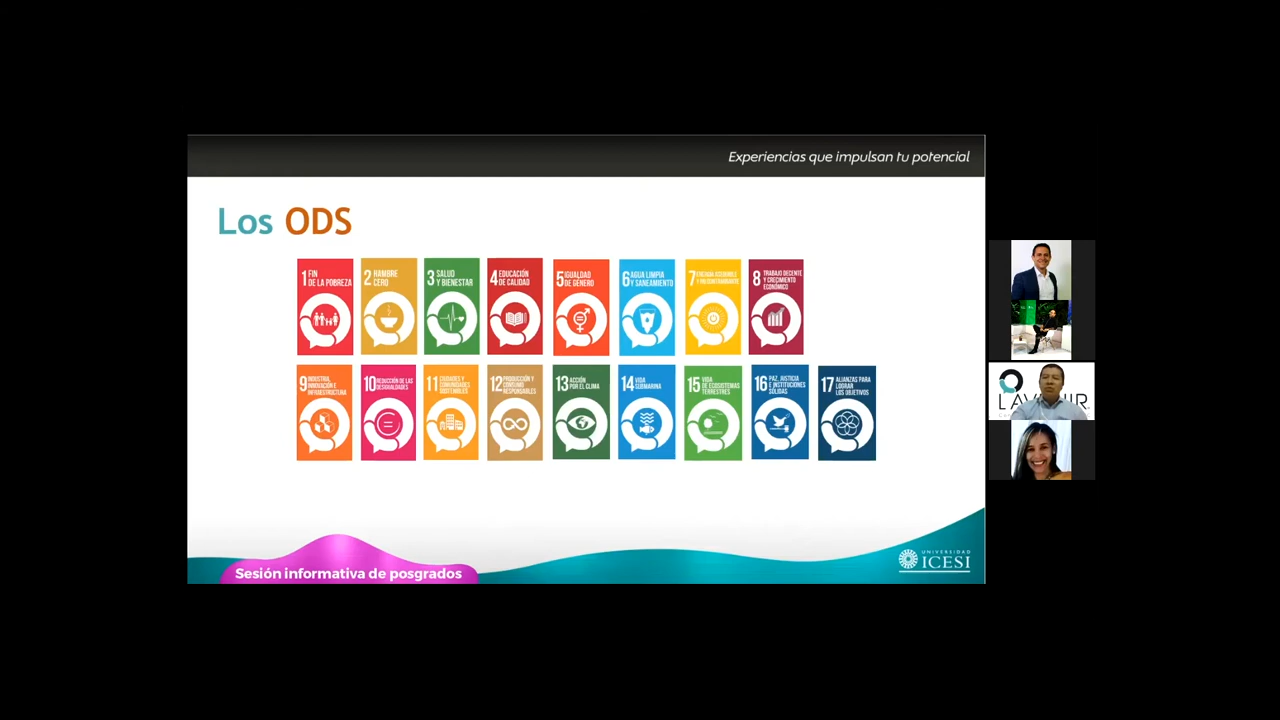 Experiencias que impulsan tu potencial
Los ODS
1 FIN
DE LA POBREZA
2 HAMBRE
CERO
3 SALUD
Y BIENESTAR
4 EDUCACIÓN
DE CALIDAD
5 IGUALDAD
DE GÉNERO
6 AGUA LIMPIA
Y SANEAMIENTO
7 ENERGÍA ASEQUIBLE
Y NO CONTAMINANTE
8 TRABAJO DECENTE
Y CRECIMIENTO
ECONÓMICO
9 INDUSTRIA,
INNOVACIÓN E
INFRAESTRUCTURA
10 REDUCCIÓN DE LAS
DESIGUALDADES
11 CIUDADES Y
COMUNIDADES
SOSTENIBLES
12 PRODUCCIÓN Y
CONSUMO
RESPONSABLES
13 ACCIÓN
POR EL CLIMA
14 VIDA
SUBMARINA
15 VIDA
DE ECOSISTEMAS
TERRESTRES
16 PAZ, JUSTICIA
E INSTITUCIONES
SÓLIDAS
17 ALIANZAS PARA
LOGRAR
LOS OBJETIVOS
Sesión informativa de posgrados
UNIVERSIDAD
ICESI